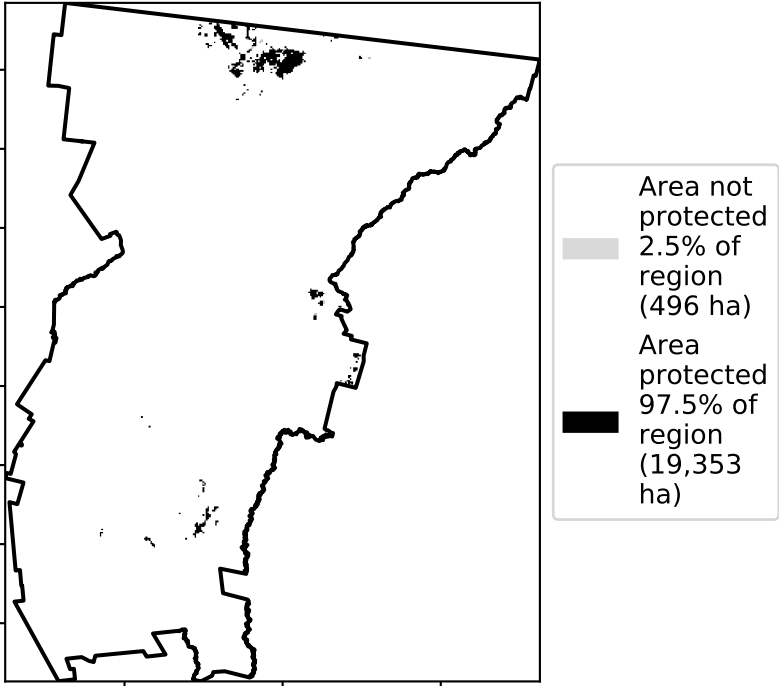 Area not
protected
2.5% of
region
(496 ha)
Area
protected
97.5% of
region
(19,353
ha)